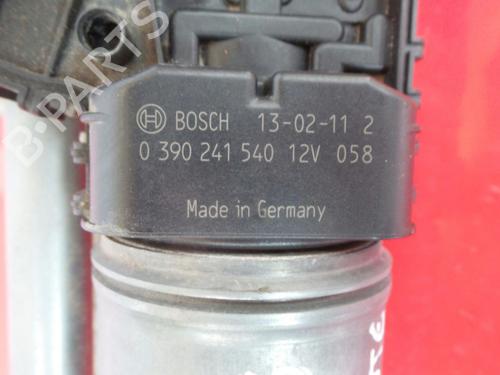 B-PARTS
BOSCH 13-02-11 2
0 390 241 540 12V 058
Made in Germany